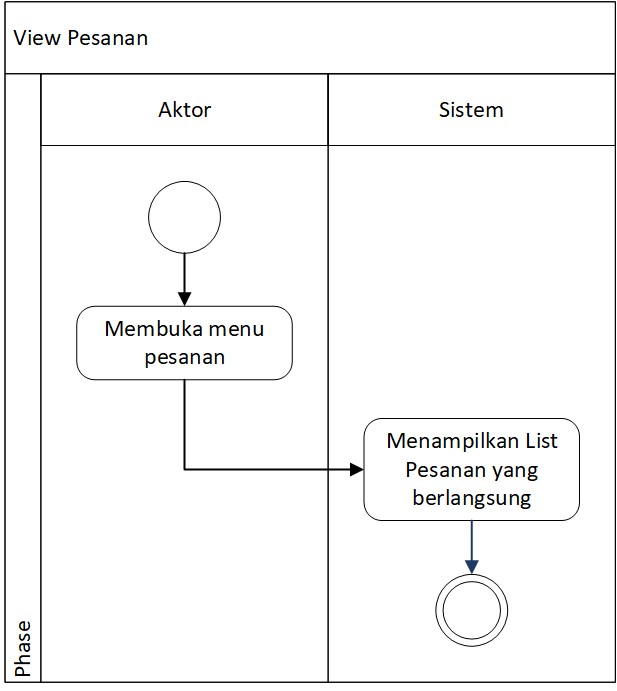 View Pesanan
Aktor
Sistem
Membuka menu
pesanan
Menampilkan List
Pesanan yang
berlangsung
Phase